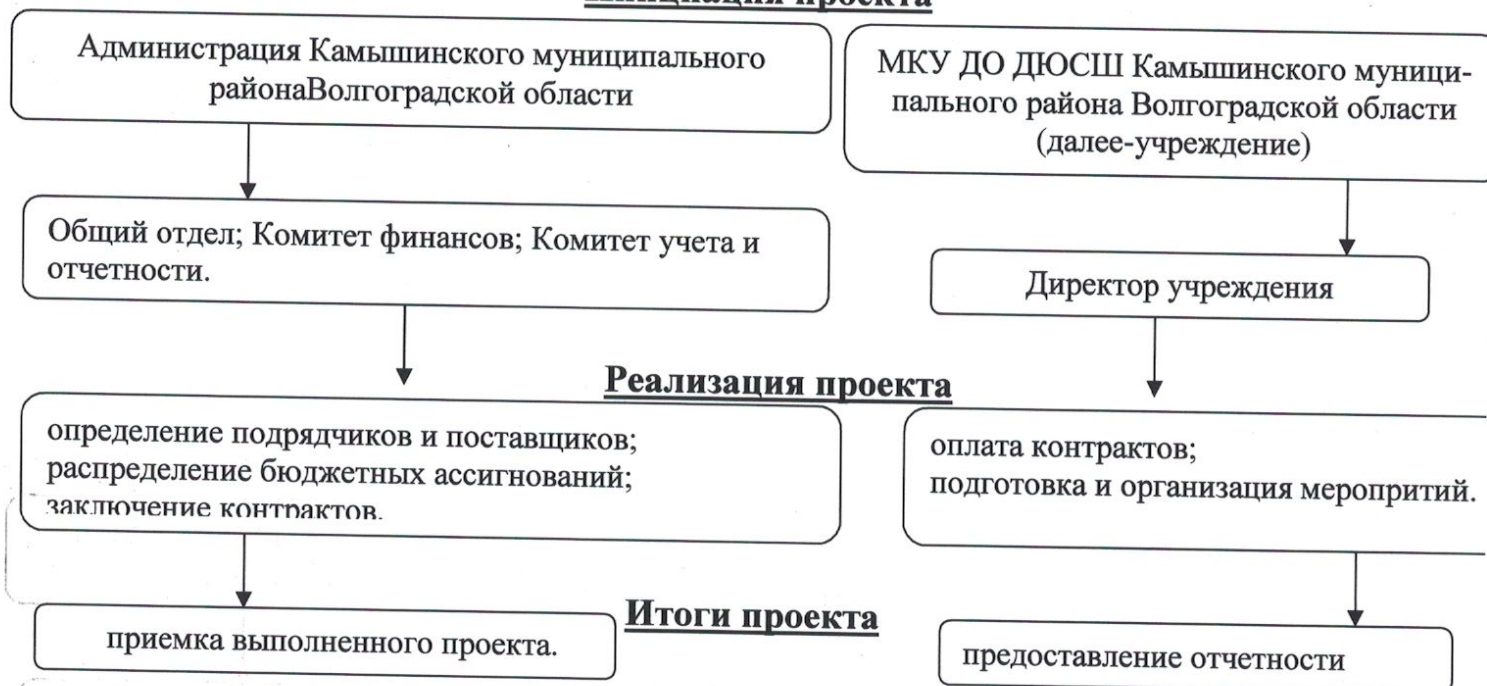 Инициация проекта
Администрация Камышинского муниципального
районаВолгоградской области
МКУ ДО ДЮСШ Камышинского муници-
пального района Волгоградской области
(далее-учреждение)
Общий отдел; Комитет финансов; Комитет учета и
отчетности.
Директор учреждения
Реализация проекта
определение подрядчиков и поставщиков;
распределение бюджетных ассигнований;
заключение контрактов.
оплата контрактов;
подготовка и организация меропритий.
Итоги проекта
приемка выполненного проекта.
предоставление отчетности